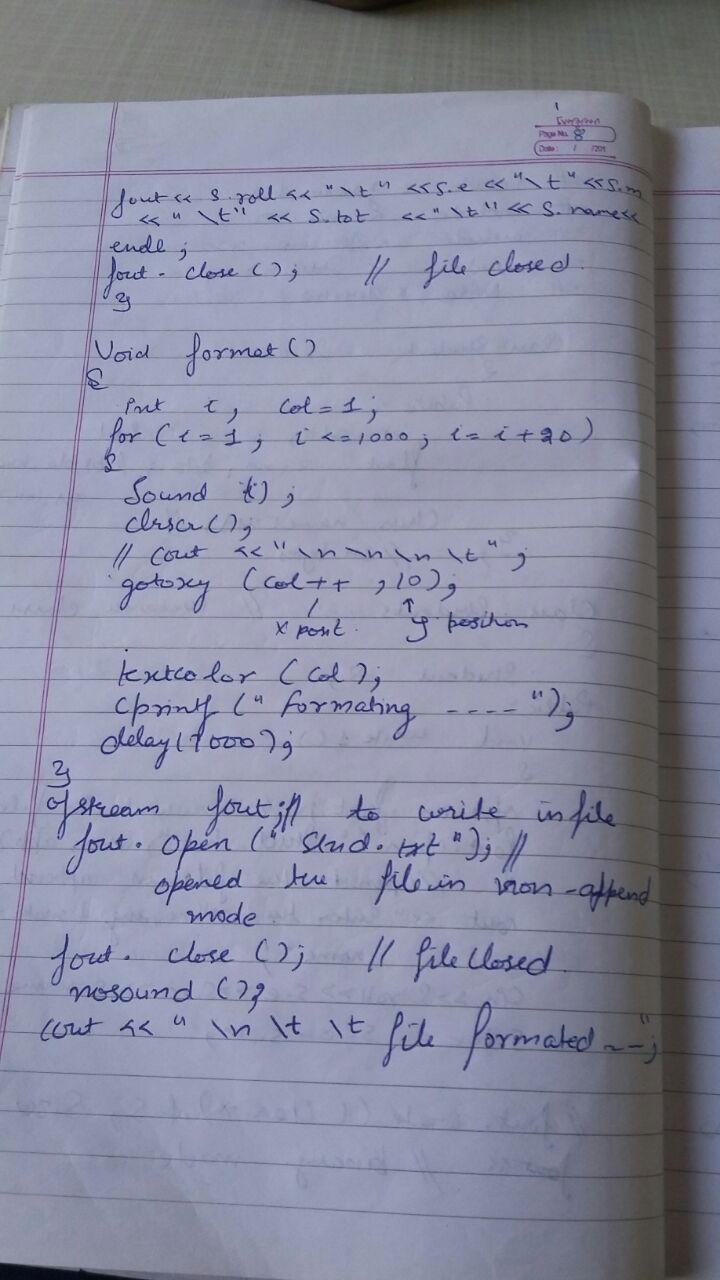 Evergreen
Page No. 8
Date: / /201
fout << S.roll << "\t" << S.e << "\t" << S.m
<< "\t" << S.tot << "\t" << S.name <<
endl;
fout. close (); // file closed.
}
Void format ()
{
int i, col = 1;
for (i = 1; i <= 1000; i = i + 20)
{
Sound (i);
clrscr ();
// cout << "\n\n\n\t";
gotoxy (col++, 10);
x posit. y position
textcolor (col);
Cprintf (" formating ---- ");
delay (1000);
}
ofstream fout; // to write in file
fout. open (" stud. txt "); //
opened the file in non-append
mode
fout. close (); // file closed.
nosound ();
cout << " \n \t \t file formated -- ";